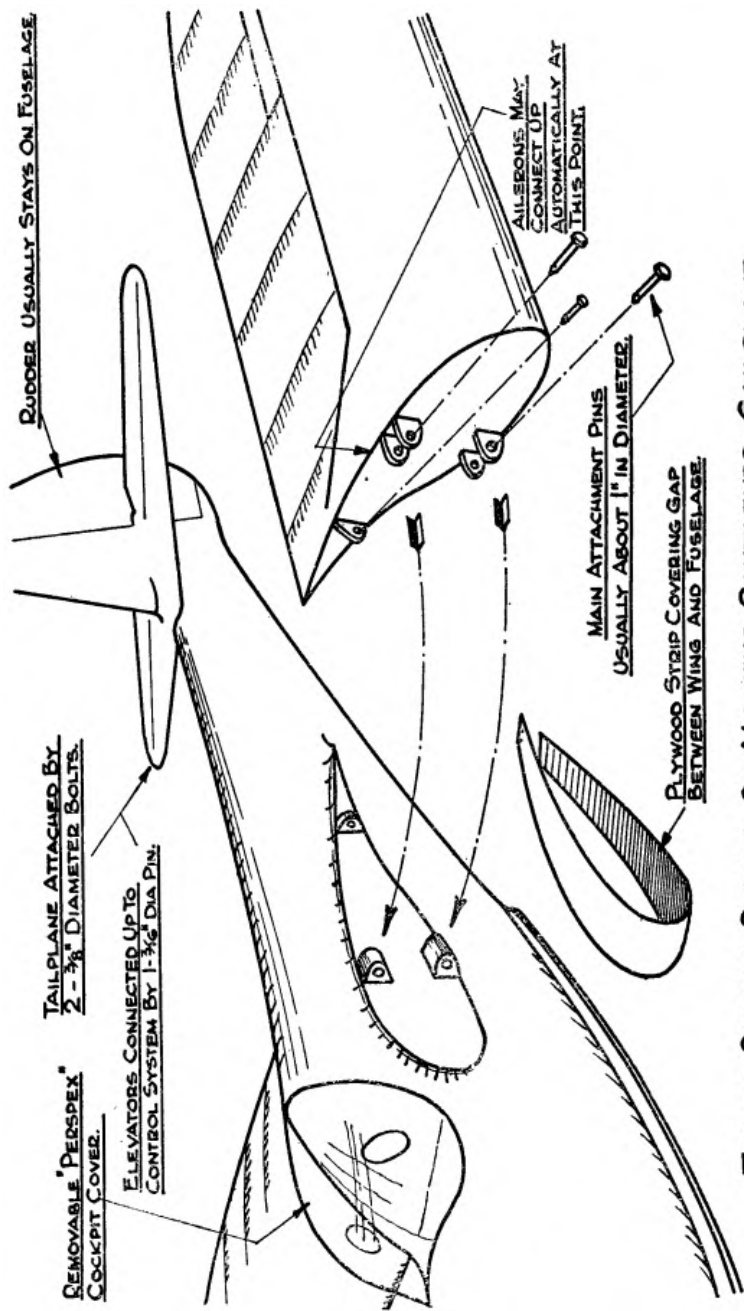 REMOVABLE "PERSPEX"
COCKPIT COVER.
ELEVATORS CONNECTED UP TO
CONTROL SYSTEM BY 1-3/16" DIA PIN.
TAILPLANE ATTACHED BY
2-3/8" DIAMETER BOLTS.
RUDDER USUALLY STAYS ON FUSELAGE.
AILERONS MAY
CONNECT UP
AUTOMATICALLY AT
THIS POINT.
MAIN ATTACHMENT PINS
USUALLY ABOUT 1" IN DIAMETER.
PLYWOOD STRIP COVERING GAP
BETWEEN WING AND FUSELAGE.